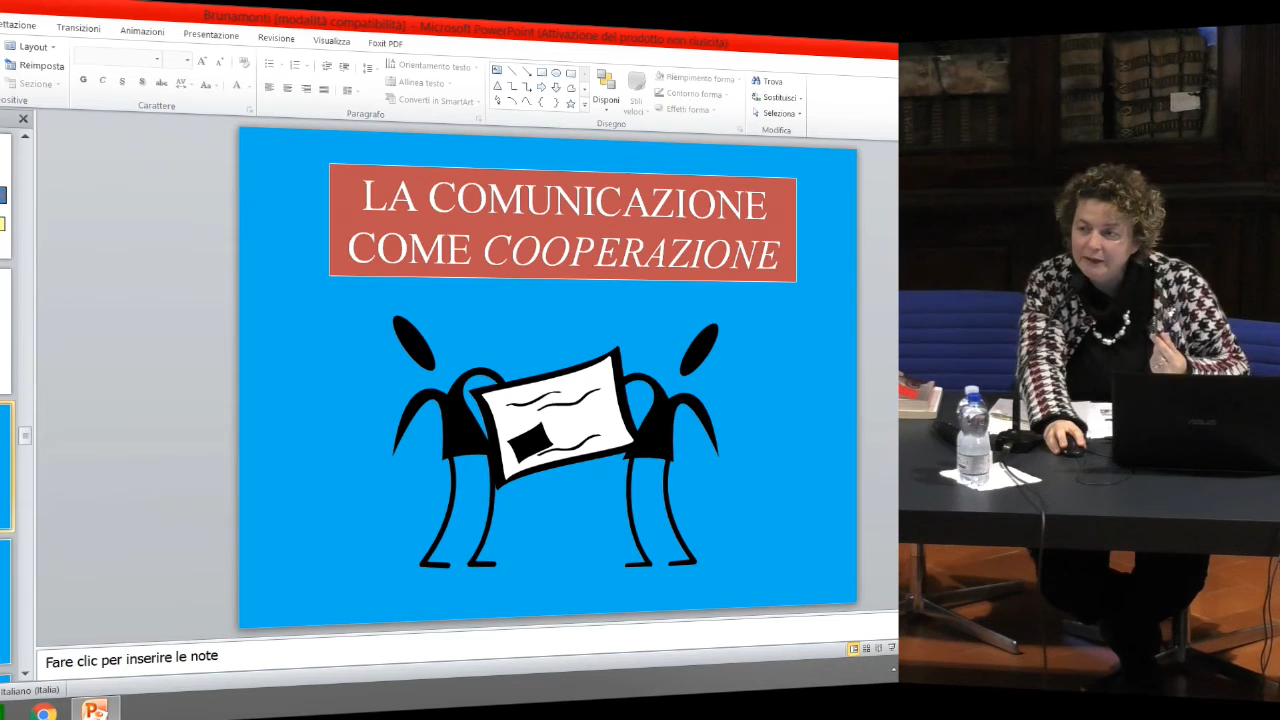 Brunamonti [modalità compatibilità] - Microsoft PowerPoint (Attivazione del prodotto non riuscita)
Transizioni Animazioni Presentazione Revisione Visualizza Foxit PDF
Layout
Reimposta
Sezione
Carattere
Orientamento testo
Allinea testo
Converti in SmartArt
Paragrafo
Disponi
Stili
veloci
Riempimento forma
Contorno forma
Effetti forma
Disegno
Trova
Sostituisci
Seleziona
Modifica
LA COMUNICAZIONE
COME COOPERAZIONE
Fare clic per inserire le note
Italiano (Italia)
ASUS